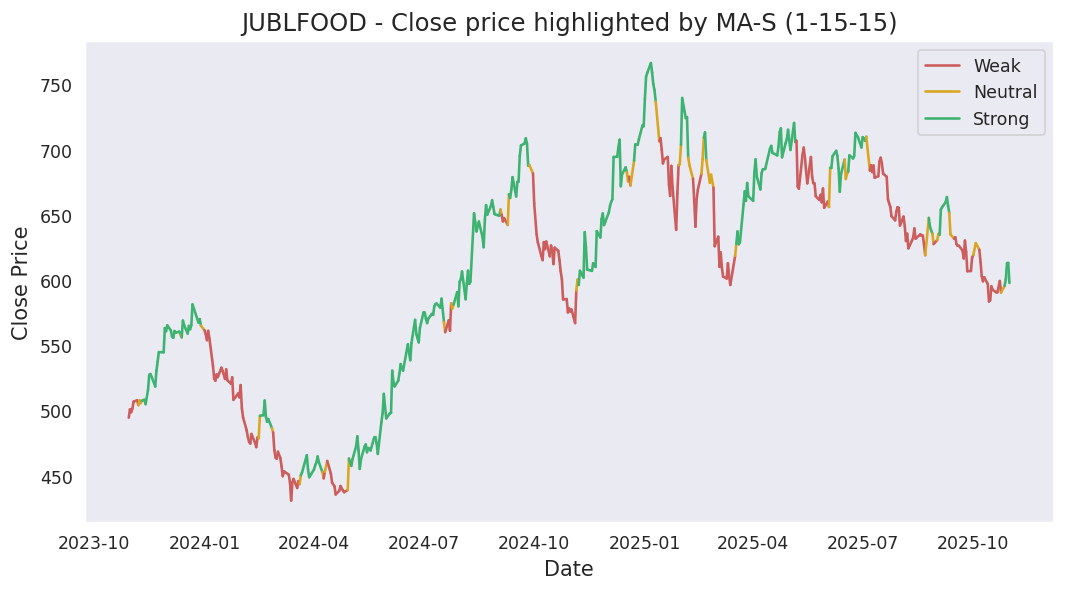 JUBLFOOD - Close price highlighted by MA-S (1-15-15)
Weak
Neutral
Strong
Close Price
750
700
650
600
550
500
450
2023-10 2024-01 2024-04 2024-07 2024-10 2025-01 2025-04 2025-07 2025-10
Date